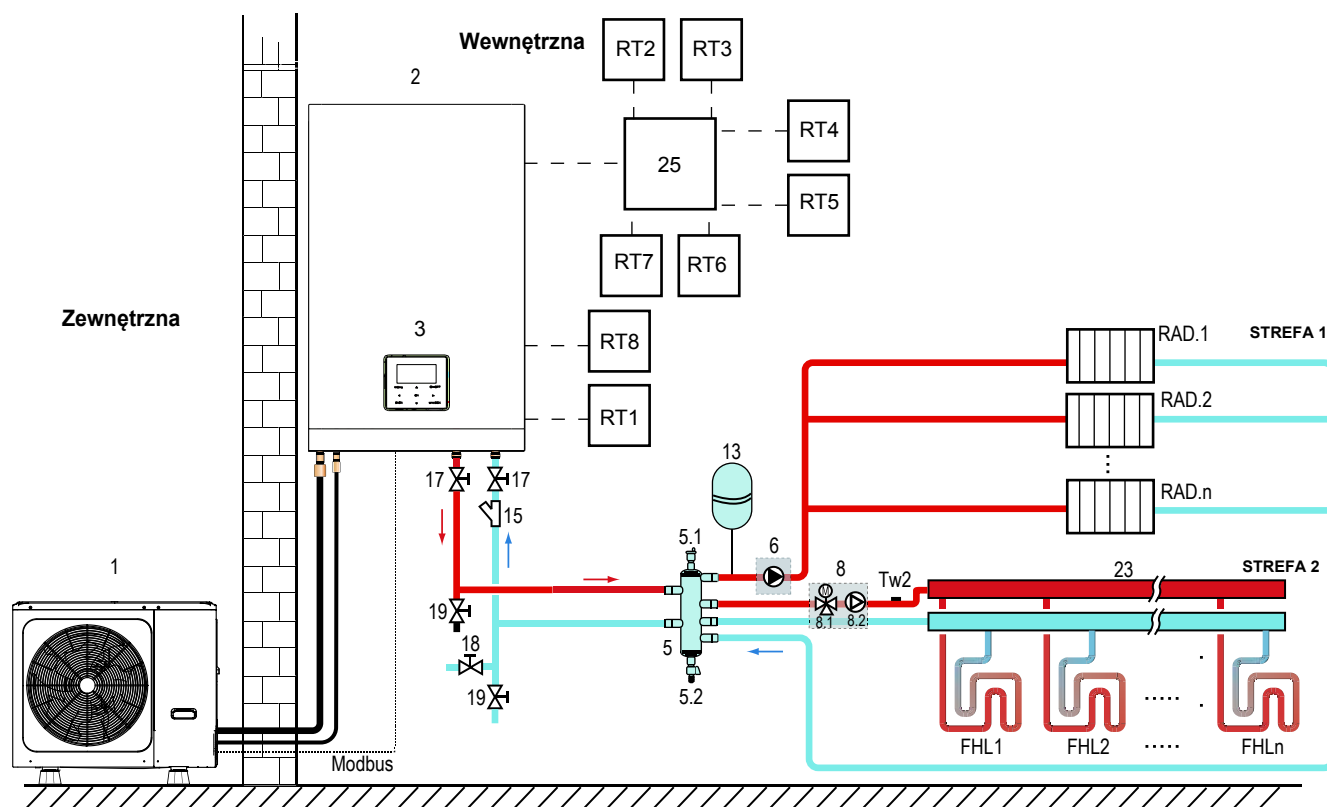 Wewnętrzna
RT2
RT3
2
RT4
25
RT5
RT7
RT6
Zewnętrzna
3
RT8
RT1
RAD.1
STREFA 1
RAD.2
13
17
17
RAD.n
15
5.1
6
1
8
Tw2
23
STREFA 2
M
19
8.1
8.2
18
5
19
5.2
FHL1
FHL2
.....
FHLn
Modbus